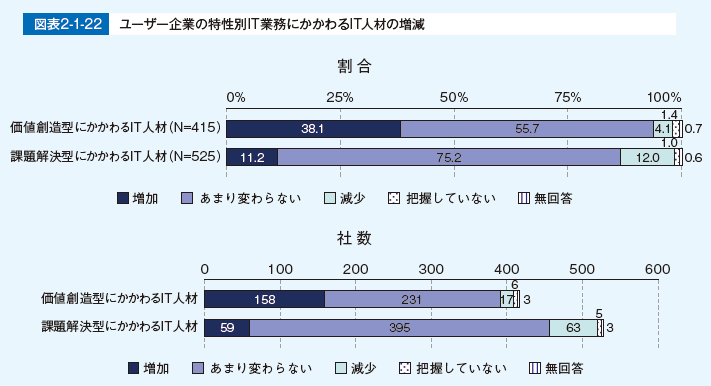 図表2-1-22 ユーザー企業の特性別IT業務にかかわるIT人材の増減
割合
0% 25% 50% 75% 100%
1.4
価値創造型にかかわるIT人材(N=415) 38.1 55.7 4.1 0.7
1.0
課題解決型にかかわるIT人材(N=525) 11.2 75.2 12.0 0.6
増加 あまり変わらない 減少 把握していない 無回答
社数
0 100 200 300 400 500 600
6
価値創造型にかかわるIT人材 158 231 17 3
5
課題解決型にかかわるIT人材 59 395 63 3
増加 あまり変わらない 減少 把握していない 無回答